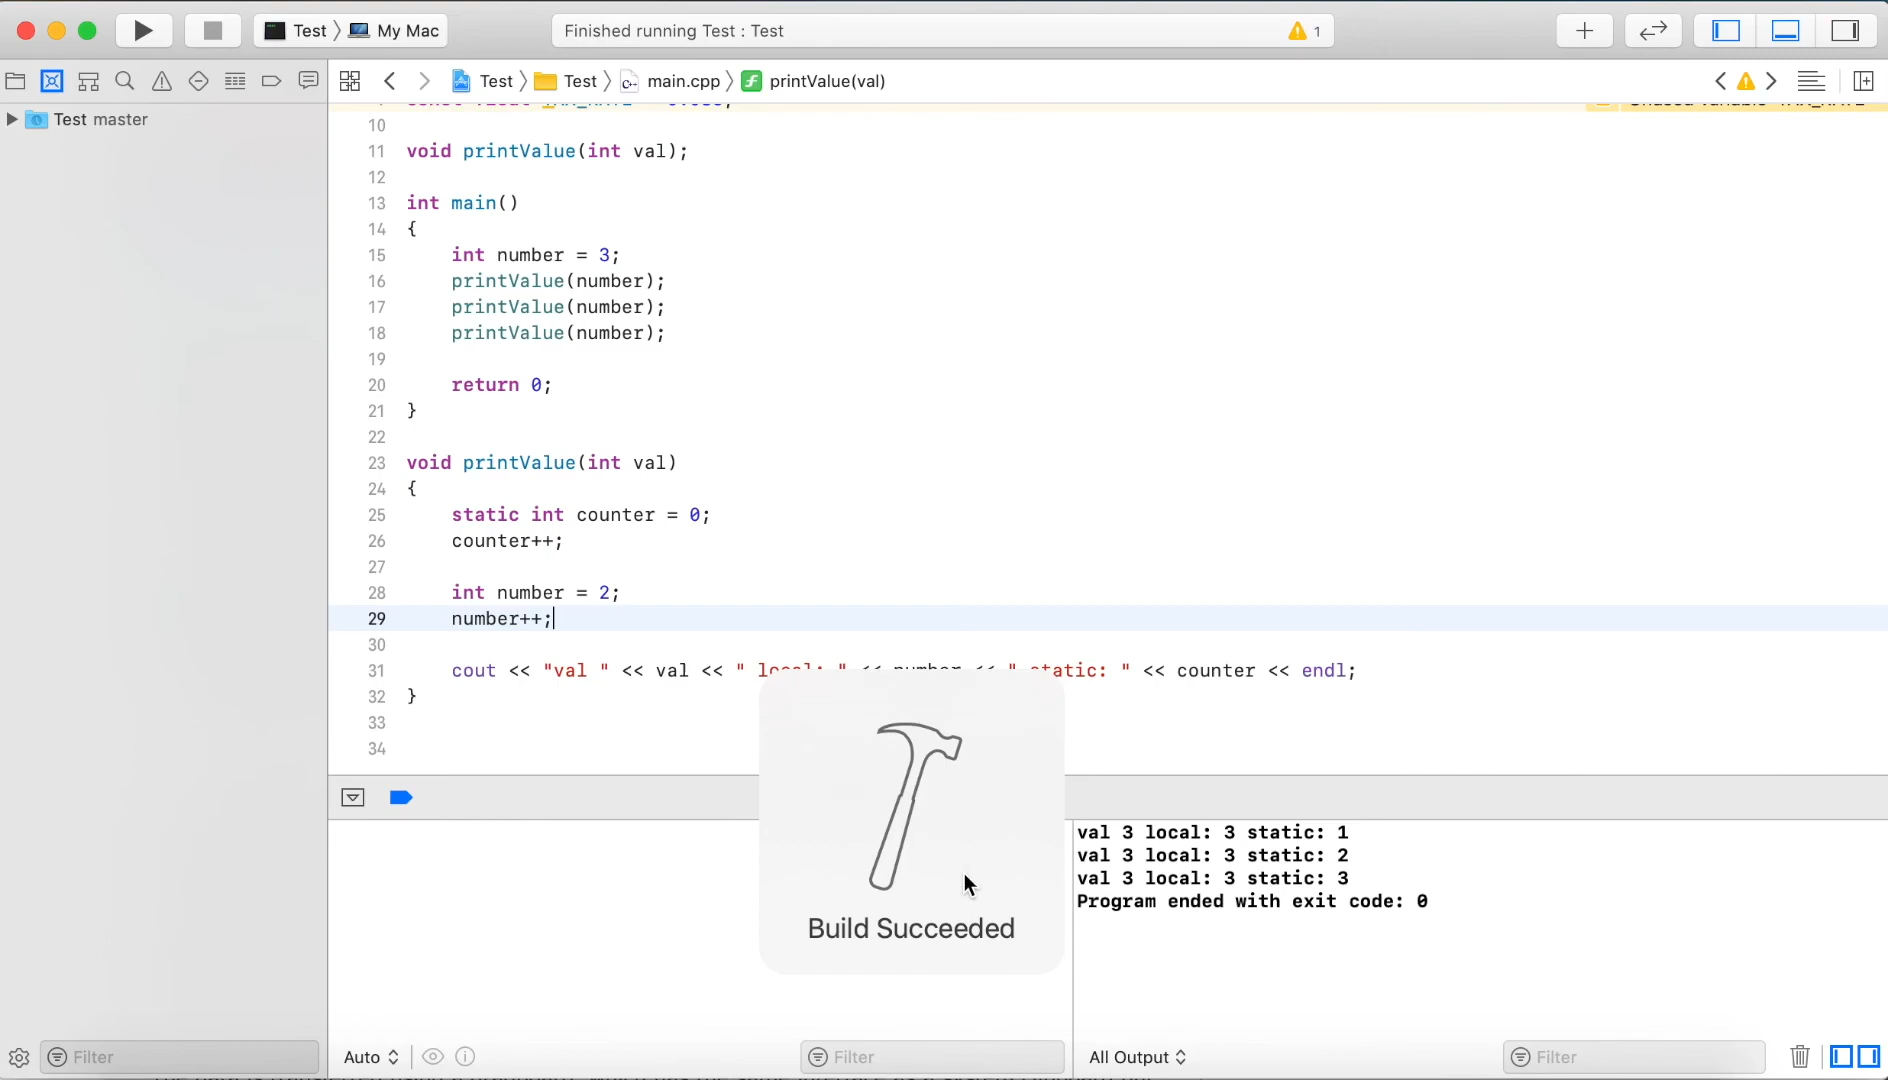 Test 〉 My Mac
Finished running Test : Test
1
Test 〉 Test 〉 main.cpp 〉 printValue(val)
Test master
10
11 void printValue(int val);
12
13 int main()
14 {
15 int number = 3;
16 printValue(number);
17 printValue(number);
18 printValue(number);
19
20 return 0;
21 }
22
23 void printValue(int val)
24 {
25 static int counter = 0;
26 counter++;
27
28 int number = 2;
29 number++;
30
31 cout << "val " << val << " local: " << number << " static: " << counter << endl;
32 }
33
34
Build Succeeded
val 3 local: 3 static: 1
val 3 local: 3 static: 2
val 3 local: 3 static: 3
Program ended with exit code: 0
Filter
Auto
Filter
All Output
Filter